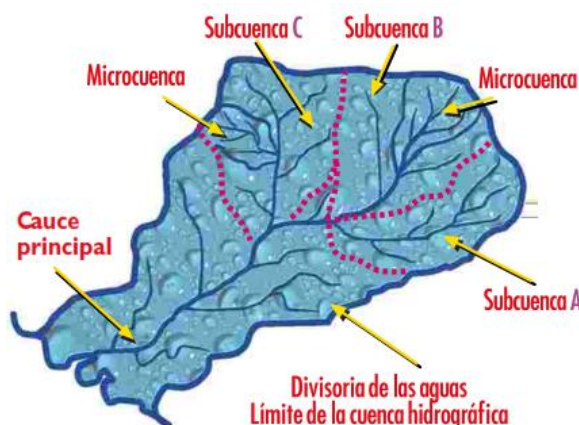 Subcuenca C
Subcuenca B
Microcuenca
Microcuenca
Cauce
principal
Subcuenca A
Divisoria de las aguas
Límite de la cuenca hidrográfica